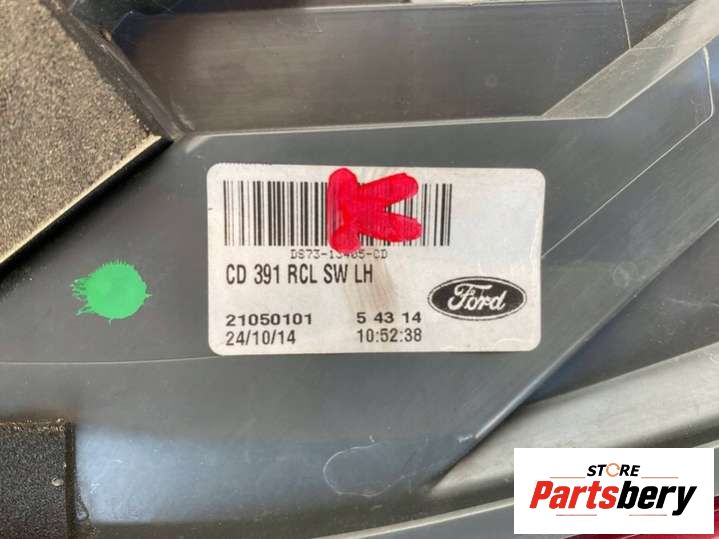 DS73-13405-CD
CD 391 RCL SW LH
Ford
21050101 5 43 14
24/10/14 10:52:38
STORE
Partsbery